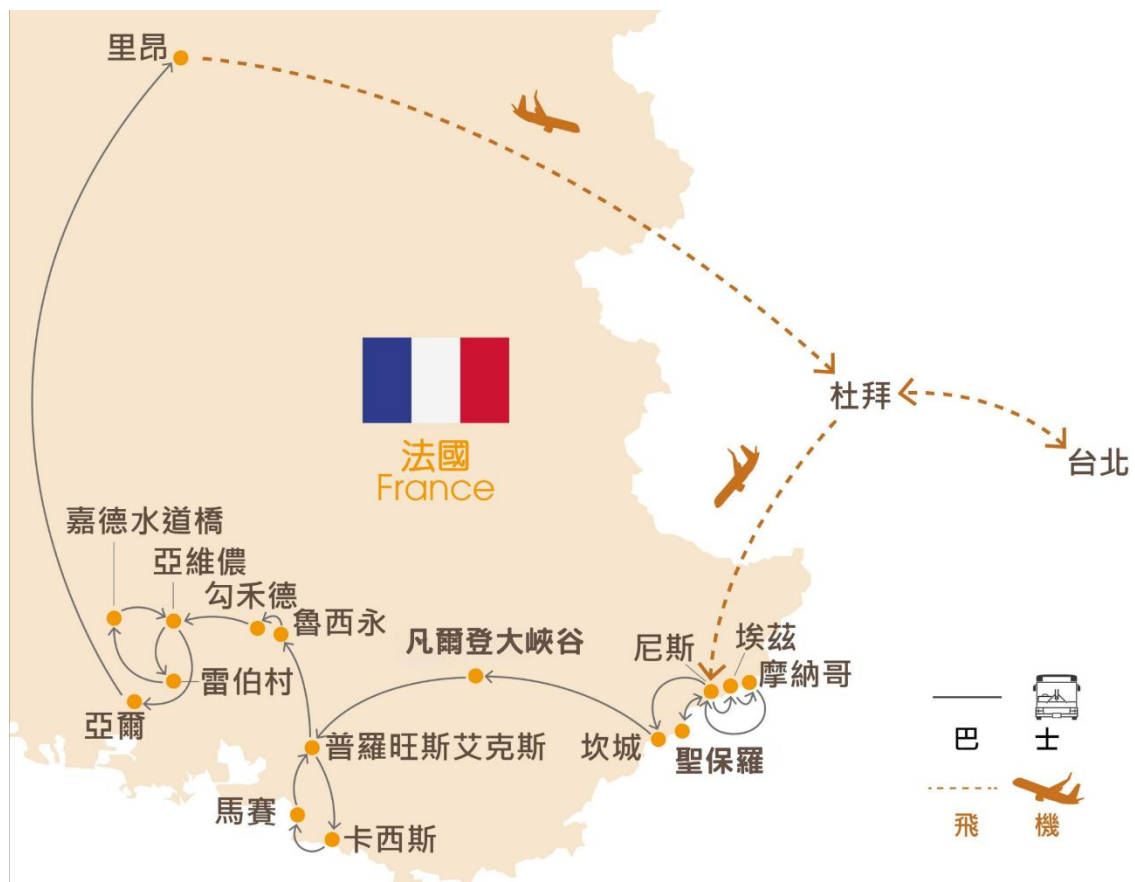 里昂
杜拜
台北
法國
France
嘉德水道橋
亞維儂
勾禾德
魯西永
凡爾登大峽谷
尼斯
埃茲
摩納哥
雷伯村
亞爾
普羅旺斯艾克斯
坎城
聖保羅
馬賽
卡西斯
巴士
飛機